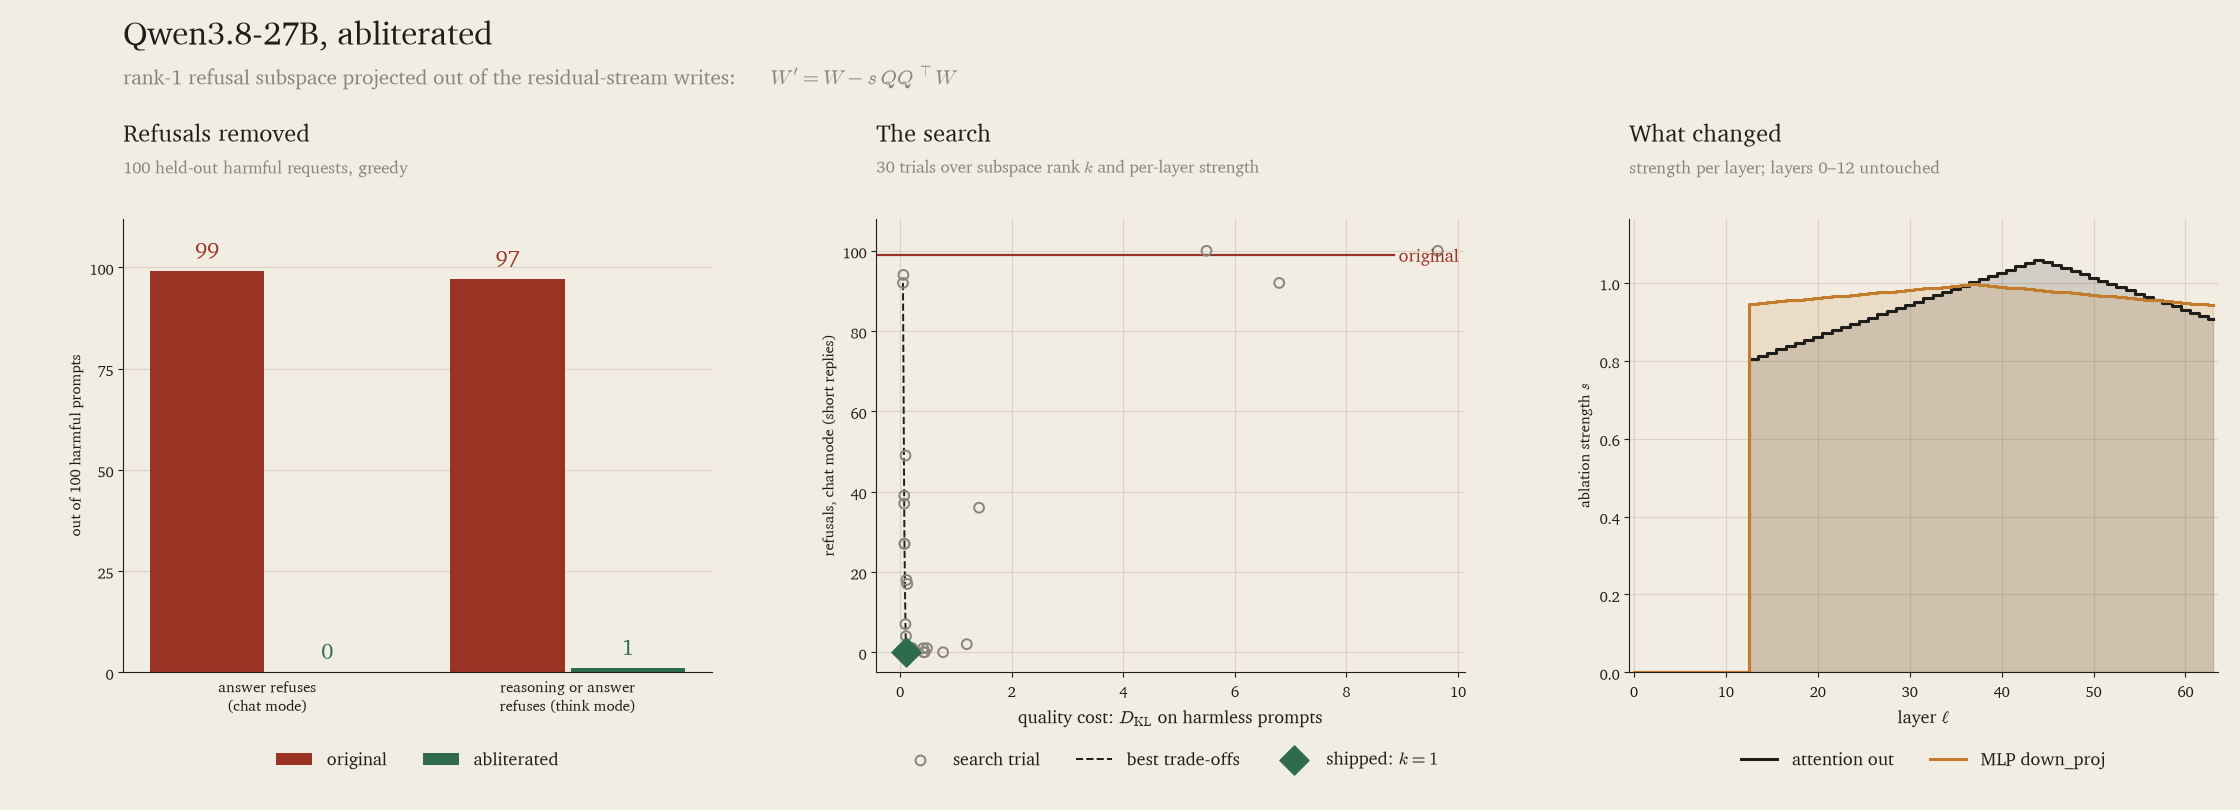 Qwen3.8-27B, abliterated
rank-1 refusal subspace projected out of the residual-stream writes: W′ = W − s QQ⊤W
Refusals removed
100 held-out harmful requests, greedy
out of 100 harmful prompts
100
75
50
25
0
99
0
97
1
answer refuses
(chat mode)
reasoning or answer
refuses (think mode)
original
abliterated
The search
30 trials over subspace rank k and per-layer strength
refusals, chat mode (short replies)
100
80
60
40
20
0
original
0 2 4 6 8 10
quality cost: D_KL on harmless prompts
search trial
best trade-offs
shipped: k = 1
What changed
strength per layer; layers 0–12 untouched
ablation strength s
1.0
0.8
0.6
0.4
0.2
0.0
0 10 20 30 40 50 60
layer ℓ
attention out
MLP down_proj